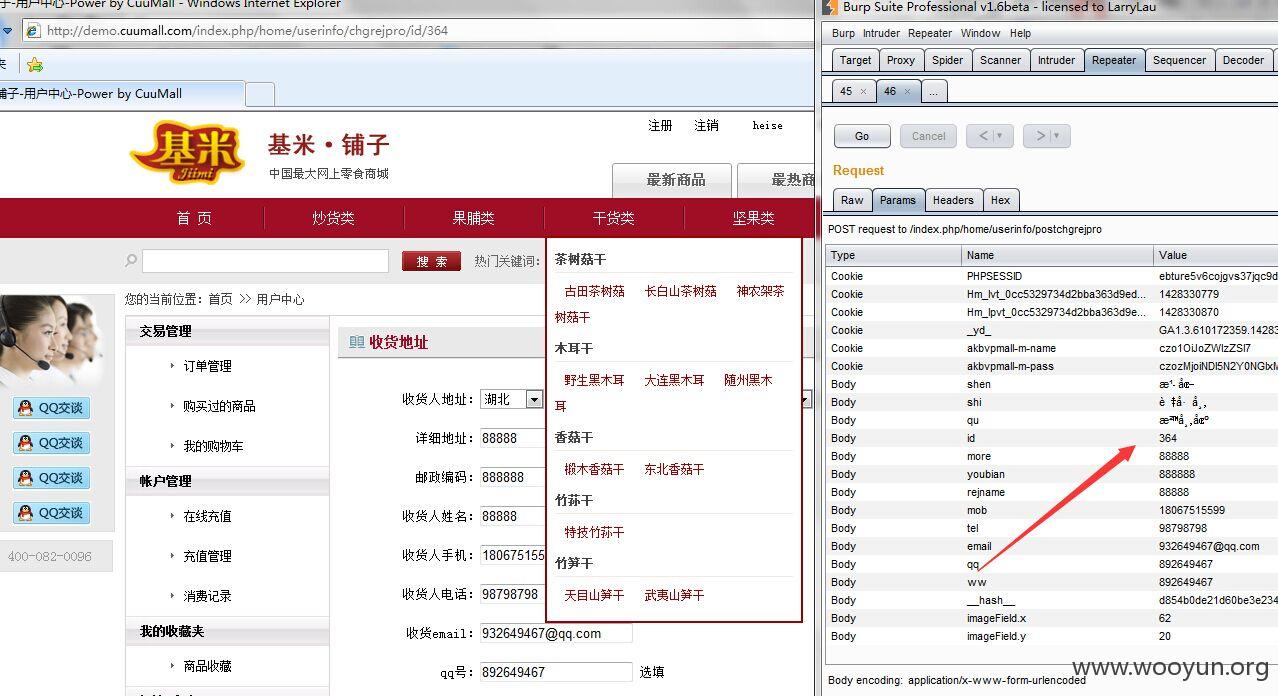 子-用户中心-Power by CuuMall - Windows Internet Explorer
http://demo.cuumall.com/index.php/home/userinfo/chgrejpro/id/364
铺子-用户中心-Power by CuuMall
注册 注销 heise
基米
Jiimi
基米·铺子
中国最大网上零食商城
最新商品 最热商
首 页 炒货类 果脯类 干货类 坚果类
搜 索 热门关键词:
您的当前位置: 首页 >> 用户中心
交易管理
订单管理
购买过的商品
我的购物车
帐户管理
在线充值
充值管理
消费记录
我的收藏夹
商品收藏
QQ交谈
QQ交谈
QQ交谈
QQ交谈
400-082-0096
收货地址
收货人地址: 湖北
详细地址: 88888
邮政编码: 888888
收货人姓名: 88888
收货人手机: 180675155
收货人电话: 98798798
收货email: 932649467@qq.com
qq号: 892649467 选填
茶树菇干
古田茶树菇 长白山茶树菇 神农架茶
树菇干
木耳干
野生黑木耳 大连黑木耳 随州黑木
耳
香菇干
椴木香菇干 东北香菇干
竹荪干
特技竹荪干
竹笋干
天目山笋干 武夷山笋干
Burp Suite Professional v1.6beta - licensed to LarryLau
Burp Intruder Repeater Window Help
Target Proxy Spider Scanner Intruder Repeater Sequencer Decoder
45 × 46 × ...
Go Cancel < >
Request
Raw Params Headers Hex
POST request to /index.php/home/userinfo/postchgrejpro
Type Name Value
Cookie PHPSESSID ebture5v6cojgvs37jqc9d
Cookie Hm_lvt_0cc5329734d2bba363d9ed... 1428330779
Cookie Hm_lpvt_0cc5329734d2bba363d9ed... 1428330870
Cookie _yd_ GA1.3.610172359.14283
Cookie akbvpmall-m-name
Cookie akbvpmall-m-pass
Body shen
Body shi
Body qu
Body id 364
Body more 88888
Body youbian 888888
Body rejname 88888
Body mob 18067515599
Body tel 98798798
Body email 932649467@qq.com
Body qq 892649467
Body ww 892649467
Body __hash__ d854b0de21d60be3e234
Body imageField.x 62
Body imageField.y 20
Body encoding: application/x-www-form-urlencoded
www.wooyun.org